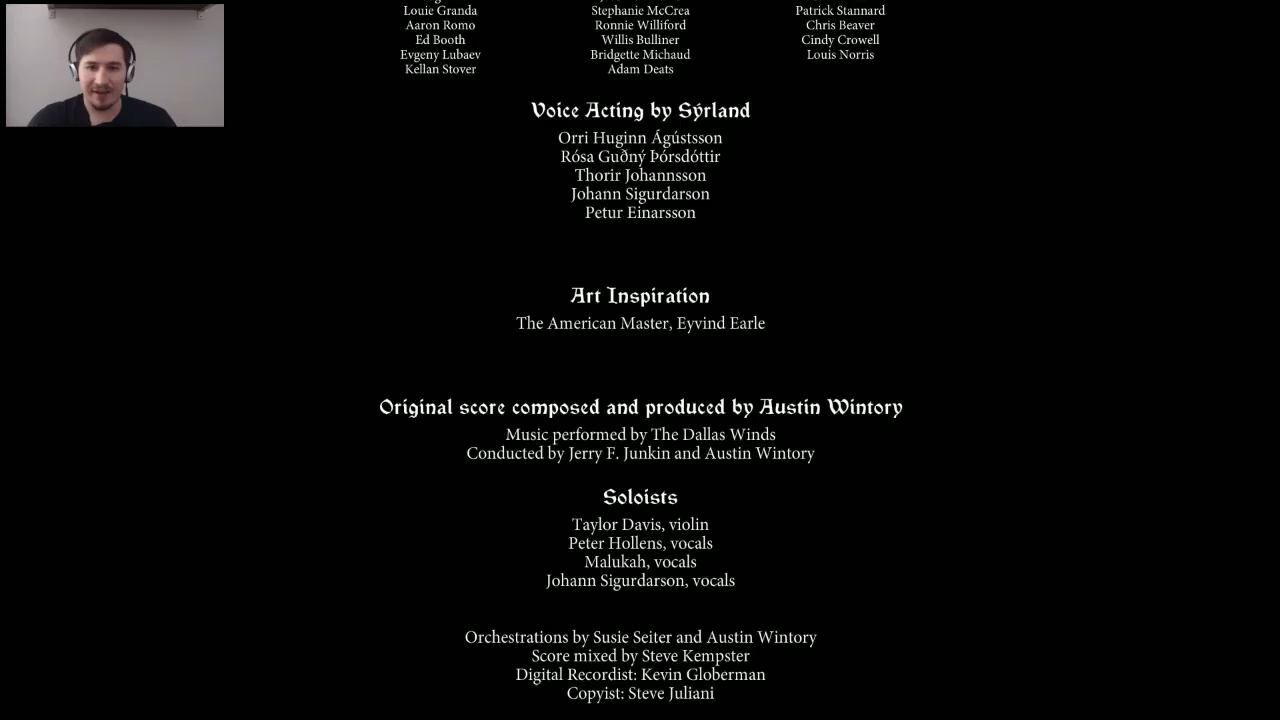 Louie Granda
Aaron Romo
Ed Booth
Evgeny Lubaev
Kellan Stover
Stephanie McCrea
Ronnie Williford
Willis Bulliner
Bridgette Michaud
Adam Deats
Patrick Stannard
Chris Beaver
Cindy Crowell
Louis Norris
Voice Acting by Sýrland
Orri Huginn Ágústsson
Rósa Guðný Þórsdóttir
Thorir Johannsson
Johann Sigurdarson
Petur Einarsson
Art Inspiration
The American Master, Eyvind Earle
Original score composed and produced by Austin Wintory
Music performed by The Dallas Winds
Conducted by Jerry F. Junkin and Austin Wintory
Soloists
Taylor Davis, violin
Peter Hollens, vocals
Malukah, vocals
Johann Sigurdarson, vocals
Orchestrations by Susie Seiter and Austin Wintory
Score mixed by Steve Kempster
Digital Recordist: Kevin Globerman
Copyist: Steve Juliani